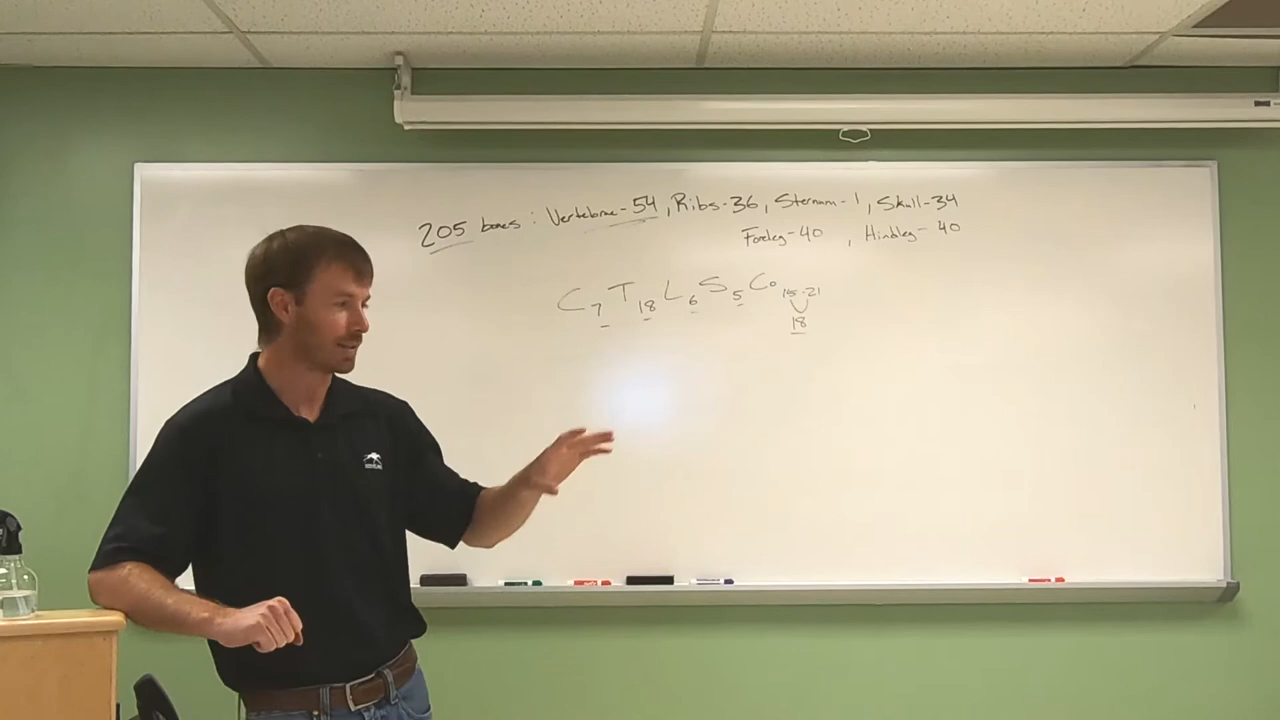 205 bones : Vertebrae-54, Ribs-36, Sternum-1, Skull-34
Foreleg-40, Hindleg-40
C7 T18 L6 S5 Co 15-21
18